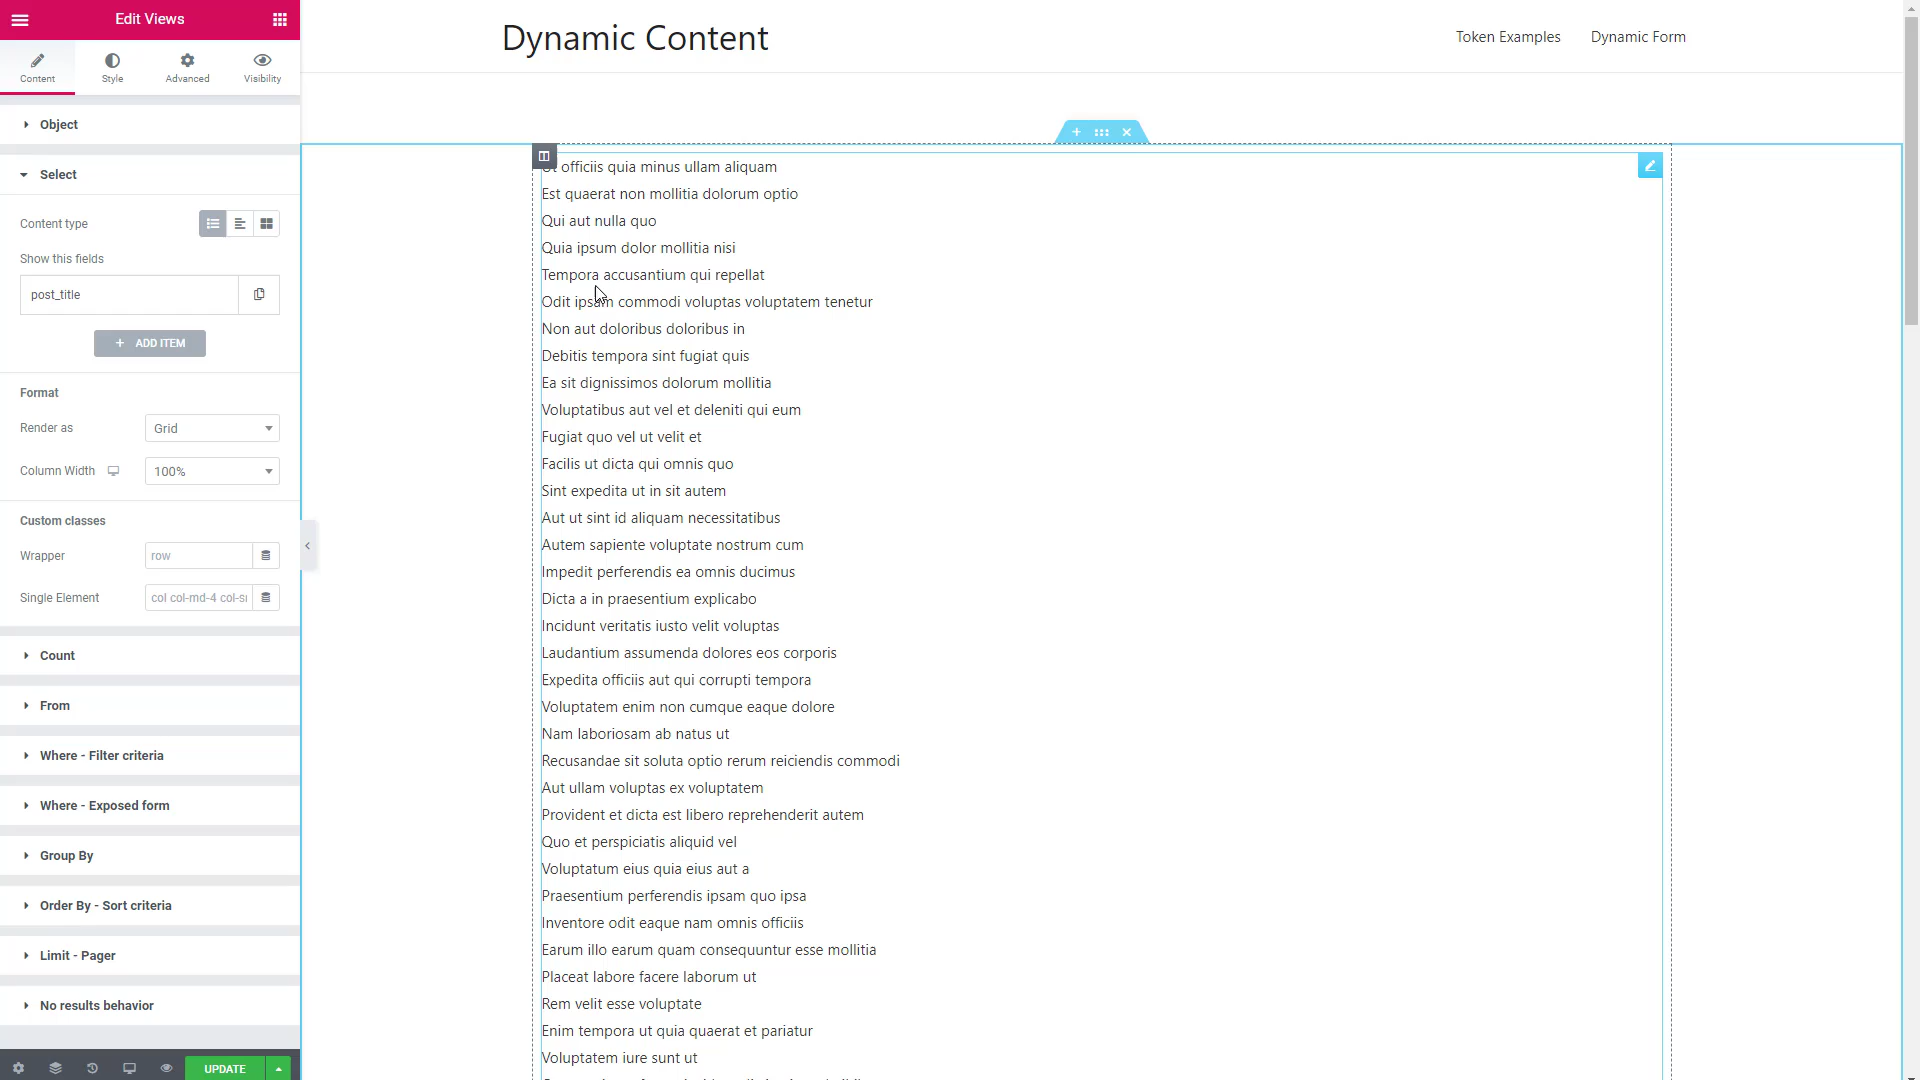 Edit Views
Content
Style
Advanced
Visibility
Object
Select
Content type
Show this fields
post_title
ADD ITEM
Format
Render as
Grid
Column Width
100%
Custom classes
Wrapper
row
Single Element
col col-md-4 col-s
Count
From
Where - Filter criteria
Where - Exposed form
Group By
Order By - Sort criteria
Limit - Pager
No results behavior
UPDATE
Dynamic Content
Token Examples
Dynamic Form
officiis quia minus ullam aliquam
Est quaerat non mollitia dolorum optio
Qui aut nulla quo
Quia ipsum dolor mollitia nisi
Tempora accusantium qui repellat
Odit ipsam commodi voluptas voluptatem tenetur
Non aut doloribus doloribus in
Debitis tempora sint fugiat quis
Ea sit dignissimos dolorum mollitia
Voluptatibus aut vel et deleniti qui eum
Fugiat quo vel ut velit et
Facilis ut dicta qui omnis quo
Sint expedita ut in sit autem
Aut ut sint id aliquam necessitatibus
Autem sapiente voluptate nostrum cum
Impedit perferendis ea omnis ducimus
Dicta a in praesentium explicabo
Incidunt veritatis iusto velit voluptas
Laudantium assumenda dolores eos corporis
Expedita officiis aut qui corrupti tempora
Voluptatem enim non cumque eaque dolore
Nam laboriosam ab natus ut
Recusandae sit soluta optio rerum reiciendis commodi
Aut ullam voluptas ex voluptatem
Provident et dicta est libero reprehenderit autem
Quo et perspiciatis aliquid vel
Voluptatum eius quia eius aut a
Praesentium perferendis ipsam quo ipsa
Inventore odit eaque nam omnis officiis
Earum illo earum quam consequuntur esse mollitia
Placeat labore facere laborum ut
Rem velit esse voluptate
Enim tempora ut quia quaerat et pariatur
Voluptatem iure sunt ut